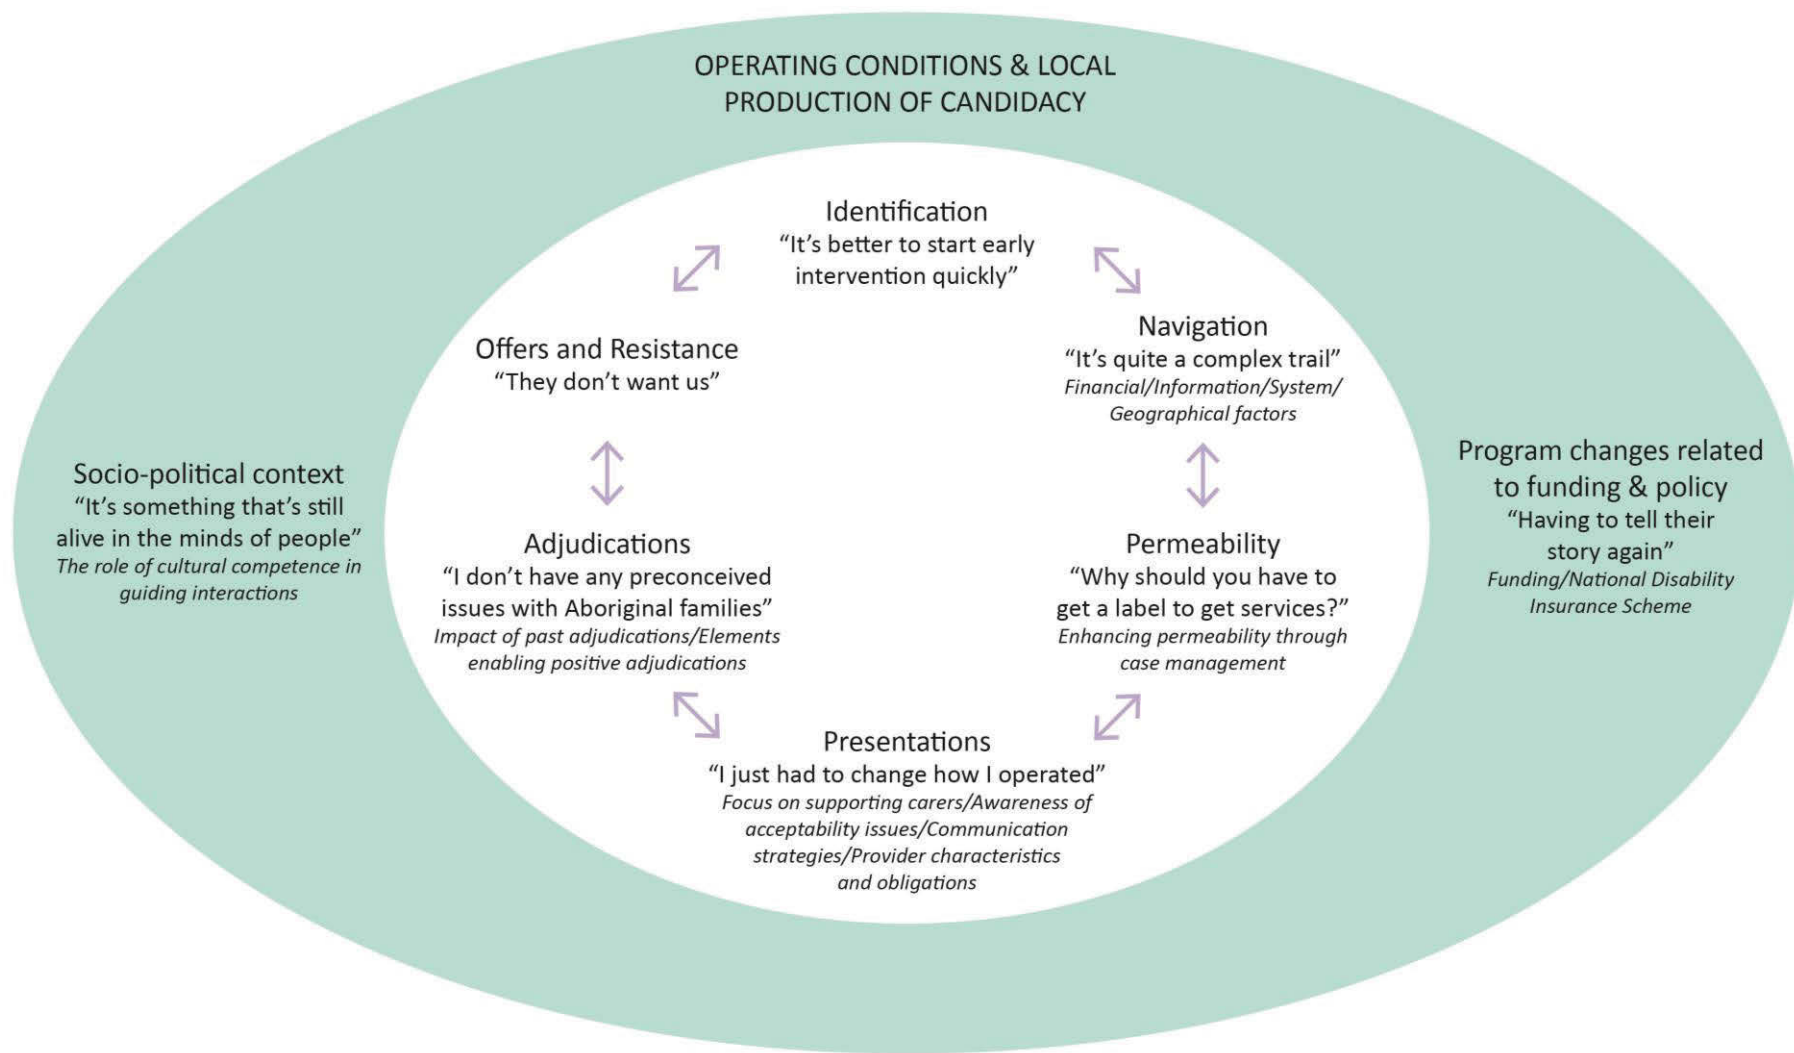 OPERATING CONDITIONS & LOCAL
PRODUCTION OF CANDIDACY
Identification
“It’s better to start early
intervention quickly”
Navigation
“It’s quite a complex trail”
Financial/Information/System/
Geographical factors
Offers and Resistance
“They don’t want us”
Socio-political context
“It’s something that’s still
alive in the minds of people”
The role of cultural competence in
guiding interactions
Adjudications
“I don’t have any preconceived
issues with Aboriginal families”
Impact of past adjudications/Elements
enabling positive adjudications
Permeability
“Why should you have to
get a label to get services?”
Enhancing permeability through
case management
Program changes related
to funding & policy
“Having to tell their
story again”
Funding/National Disability
Insurance Scheme
Presentations
“I just had to change how I operated”
Focus on supporting carers/Awareness of
acceptability issues/Communication
strategies/Provider characteristics
and obligations